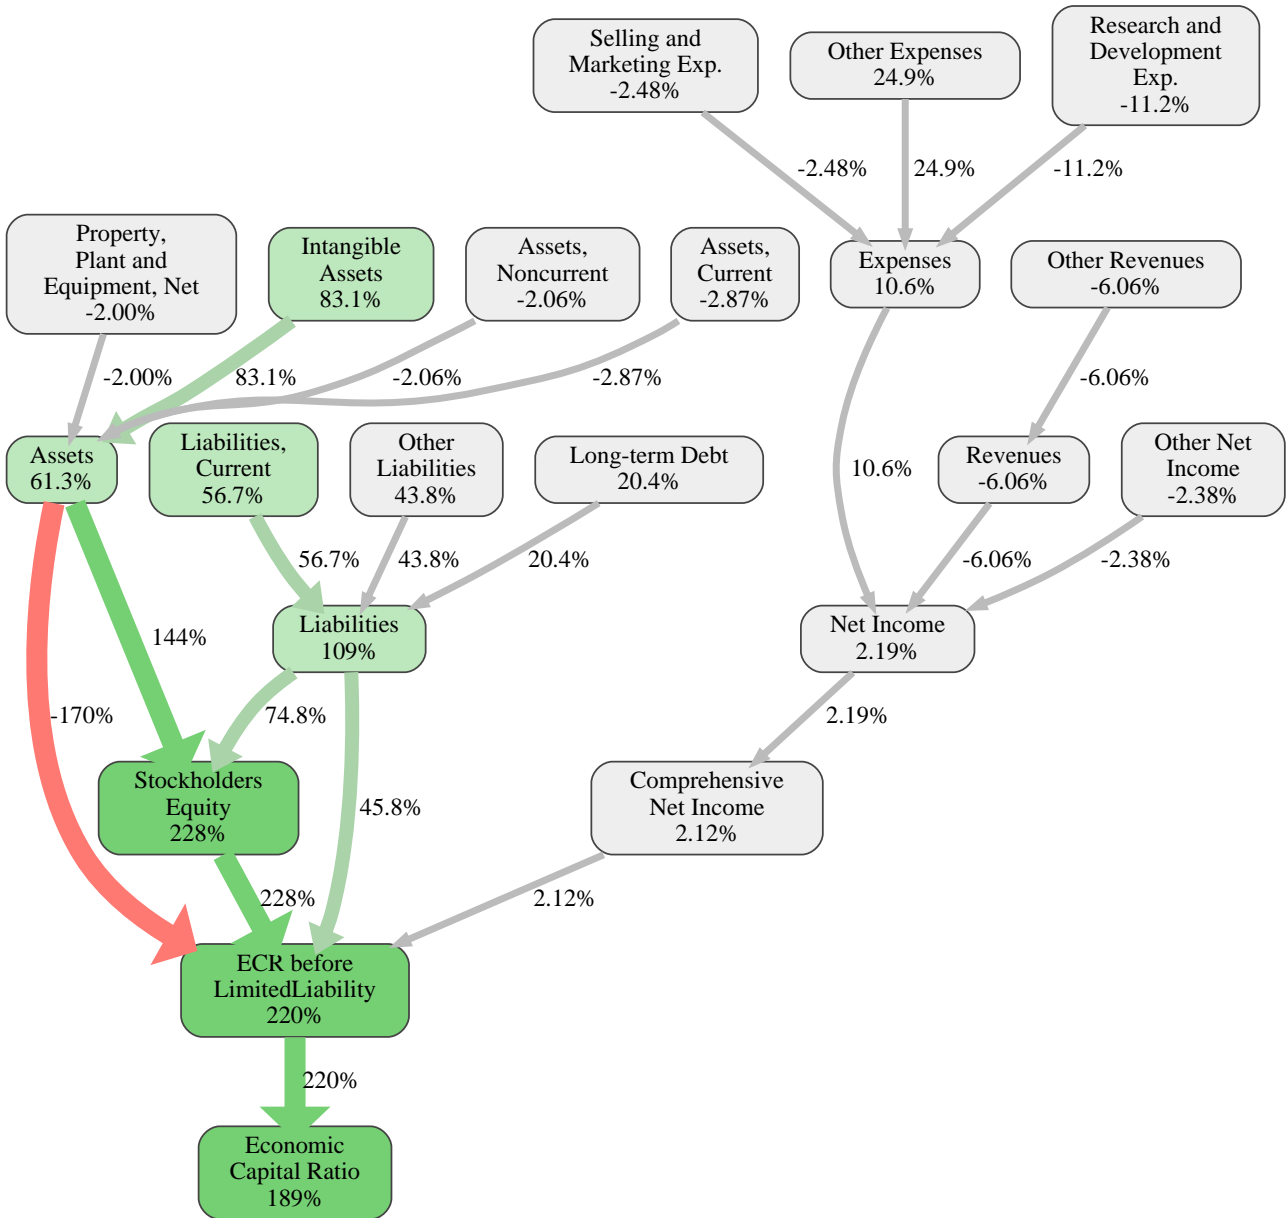 Selling and
Marketing Exp.
-2.48%
Other Expenses
24.9%
Research and
Development
Exp.
-11.2%
-2.48%
24.9%
-11.2%
Property,
Plant and
Equipment, Net
-2.00%
Intangible
Assets
83.1%
Assets,
Noncurrent
-2.06%
Assets,
Current
-2.87%
Expenses
10.6%
Other Revenues
-6.06%
-2.00%
83.1%
-2.06%
-2.87%
-6.06%
Assets
61.3%
Liabilities,
Current
56.7%
Other
Liabilities
43.8%
Long-term Debt
20.4%
10.6%
Revenues
-6.06%
Other Net
Income
-2.38%
56.7%
43.8%
20.4%
-6.06%
-2.38%
144%
Liabilities
109%
Net Income
2.19%
-170%
74.8%
2.19%
Stockholders
Equity
228%
45.8%
Comprehensive
Net Income
2.12%
228%
2.12%
ECR before
LimitedLiability
220%
220%
Economic
Capital Ratio
189%